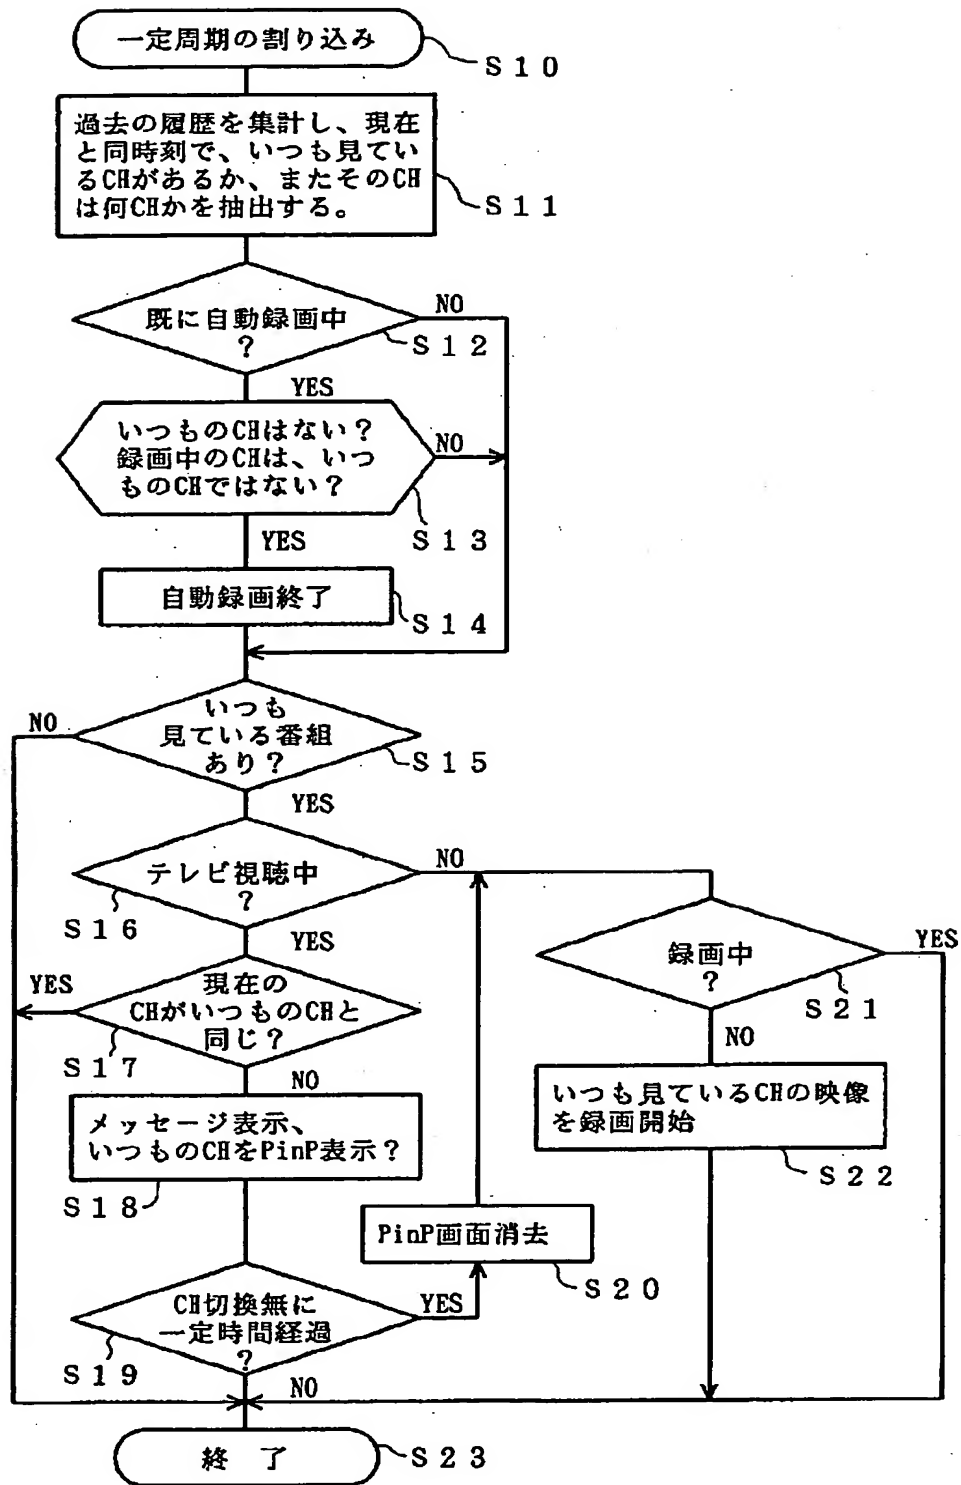 一定周期の割り込み
S10
過去の履歴を集計し、現在
と同時刻で、いつも見てい
るCHがあるか、またそのCH
は何CHかを抽出する。
S11
既に自動録画中
?
NO
S12
YES
いつものCHはない?
録画中のCHは、いつ
ものCHではない?
NO
S13
YES
自動録画終了
S14
いつも
見ている番組
あり?
NO
S15
YES
テレビ視聴中
?
NO
S16
YES
録画中
?
YES
S21
NO
現在の
CHがいつものCHと
同じ?
YES
S17
NO
いつも見ているCHの映像
を録画開始
S22
メッセージ表示、
いつものCHをPinP表示?
S18
PinP画面消去
S20
CH切換無に
一定時間経過
?
YES
S19
NO
終 了
S23